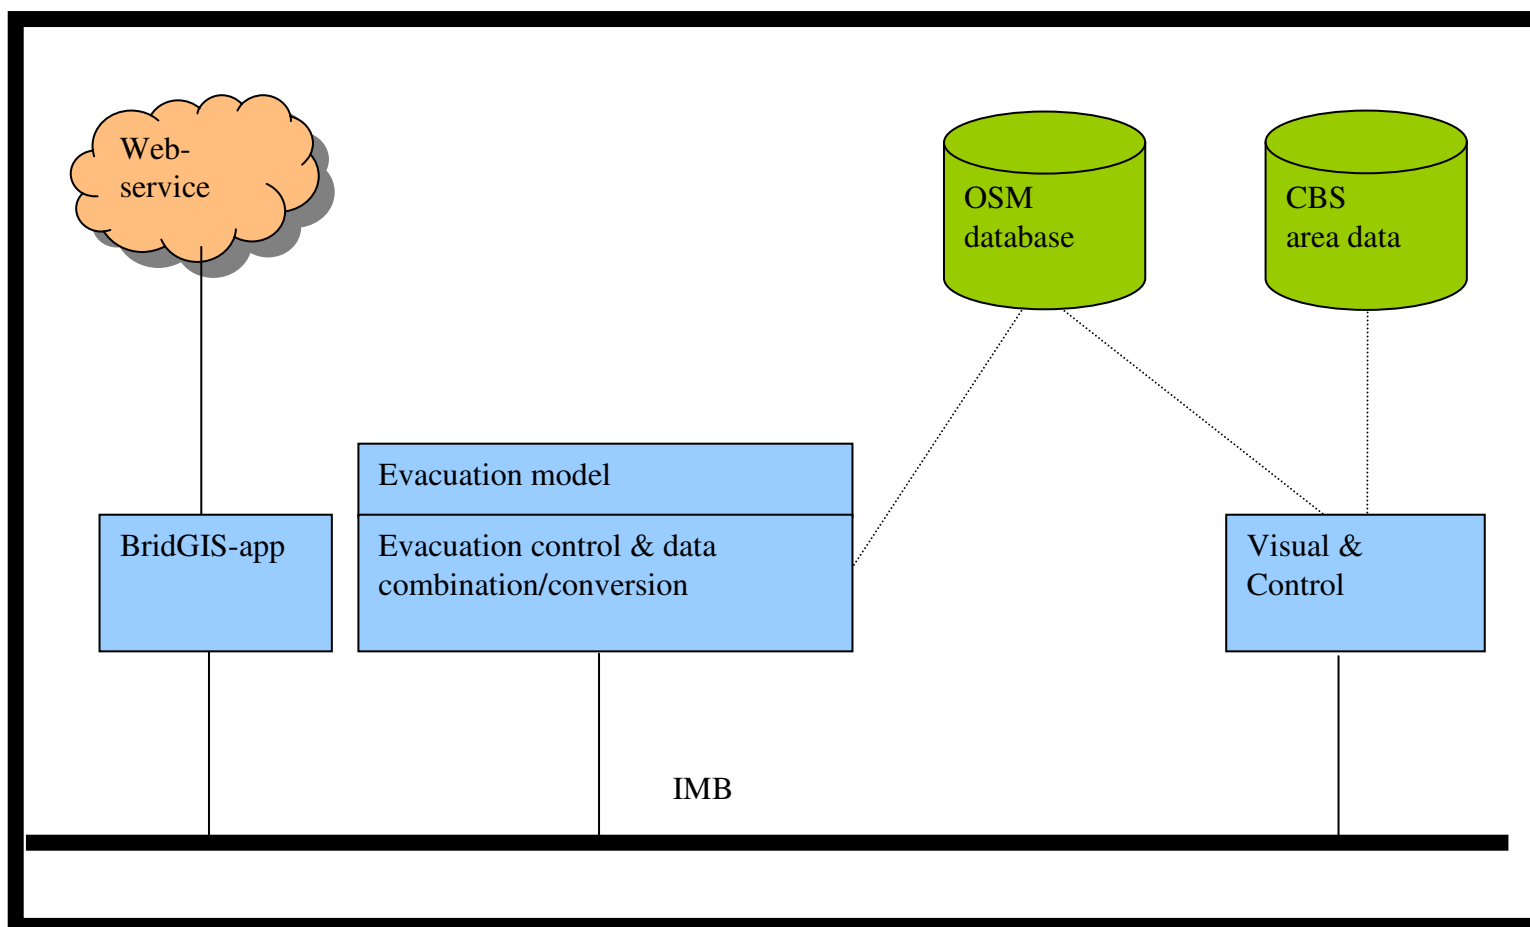 Web-
service
OSM
database
CBS
area data
Evacuation model
BridGIS-app
Evacuation control & data
combination/conversion
Visual &
Control
IMB